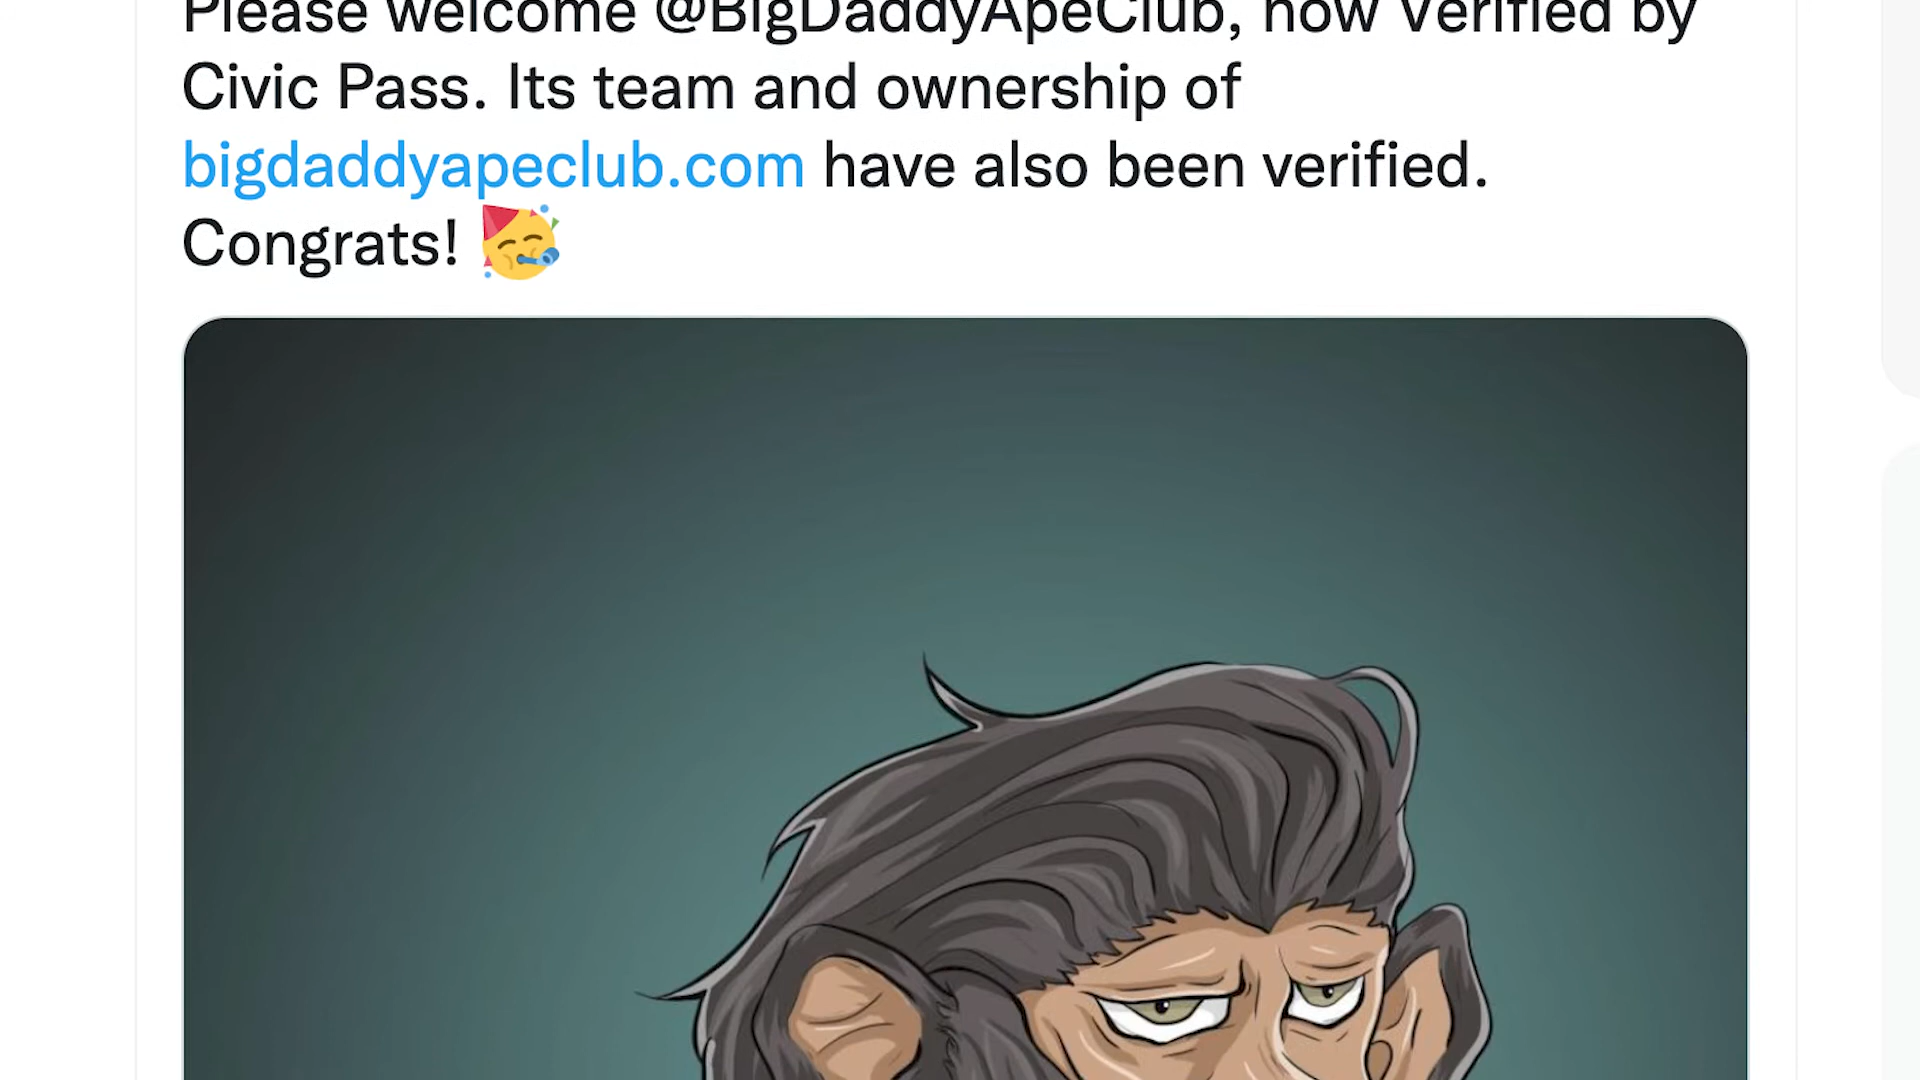 Please welcome @BigDaddyApeClub, now Verified by
Civic Pass. Its team and ownership of
bigdaddyapeclub.com have also been verified.
Congrats! 🥳